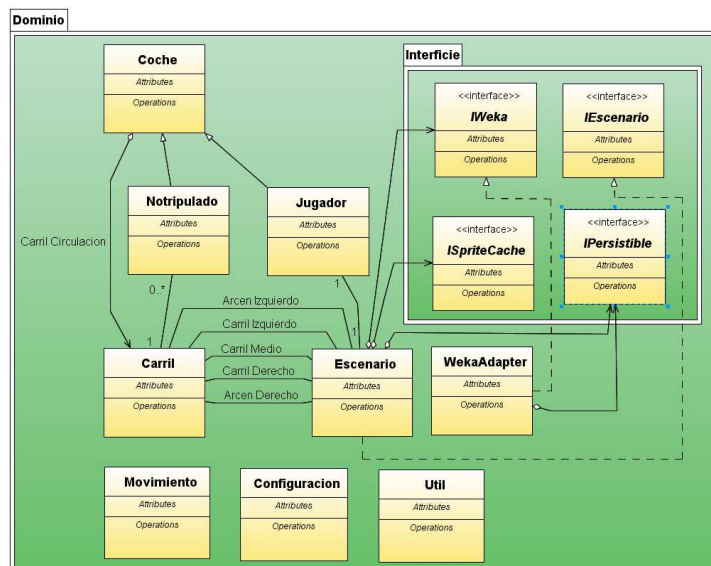 Dominio
Coche
Attributes
Operations
Interficie
<<interface>>
IWeka
Attributes
Operations
<<interface>>
IEscenario
Attributes
Operations
Notripulado
Attributes
Operations
Jugador
Attributes
Operations
<<interface>>
ISpriteCache
Attributes
Operations
<<interface>>
IPersistible
Attributes
Operations
Carril Circulacion
0..*
1
1
1
Arcen Izquierdo
Carril Izquierdo
Carril Medio
Carril Derecho
Arcen Derecho
Carril
Attributes
Operations
Escenario
Attributes
Operations
WekaAdapter
Attributes
Operations
Movimiento
Attributes
Operations
Configuracion
Attributes
Operations
Util
Attributes
Operations